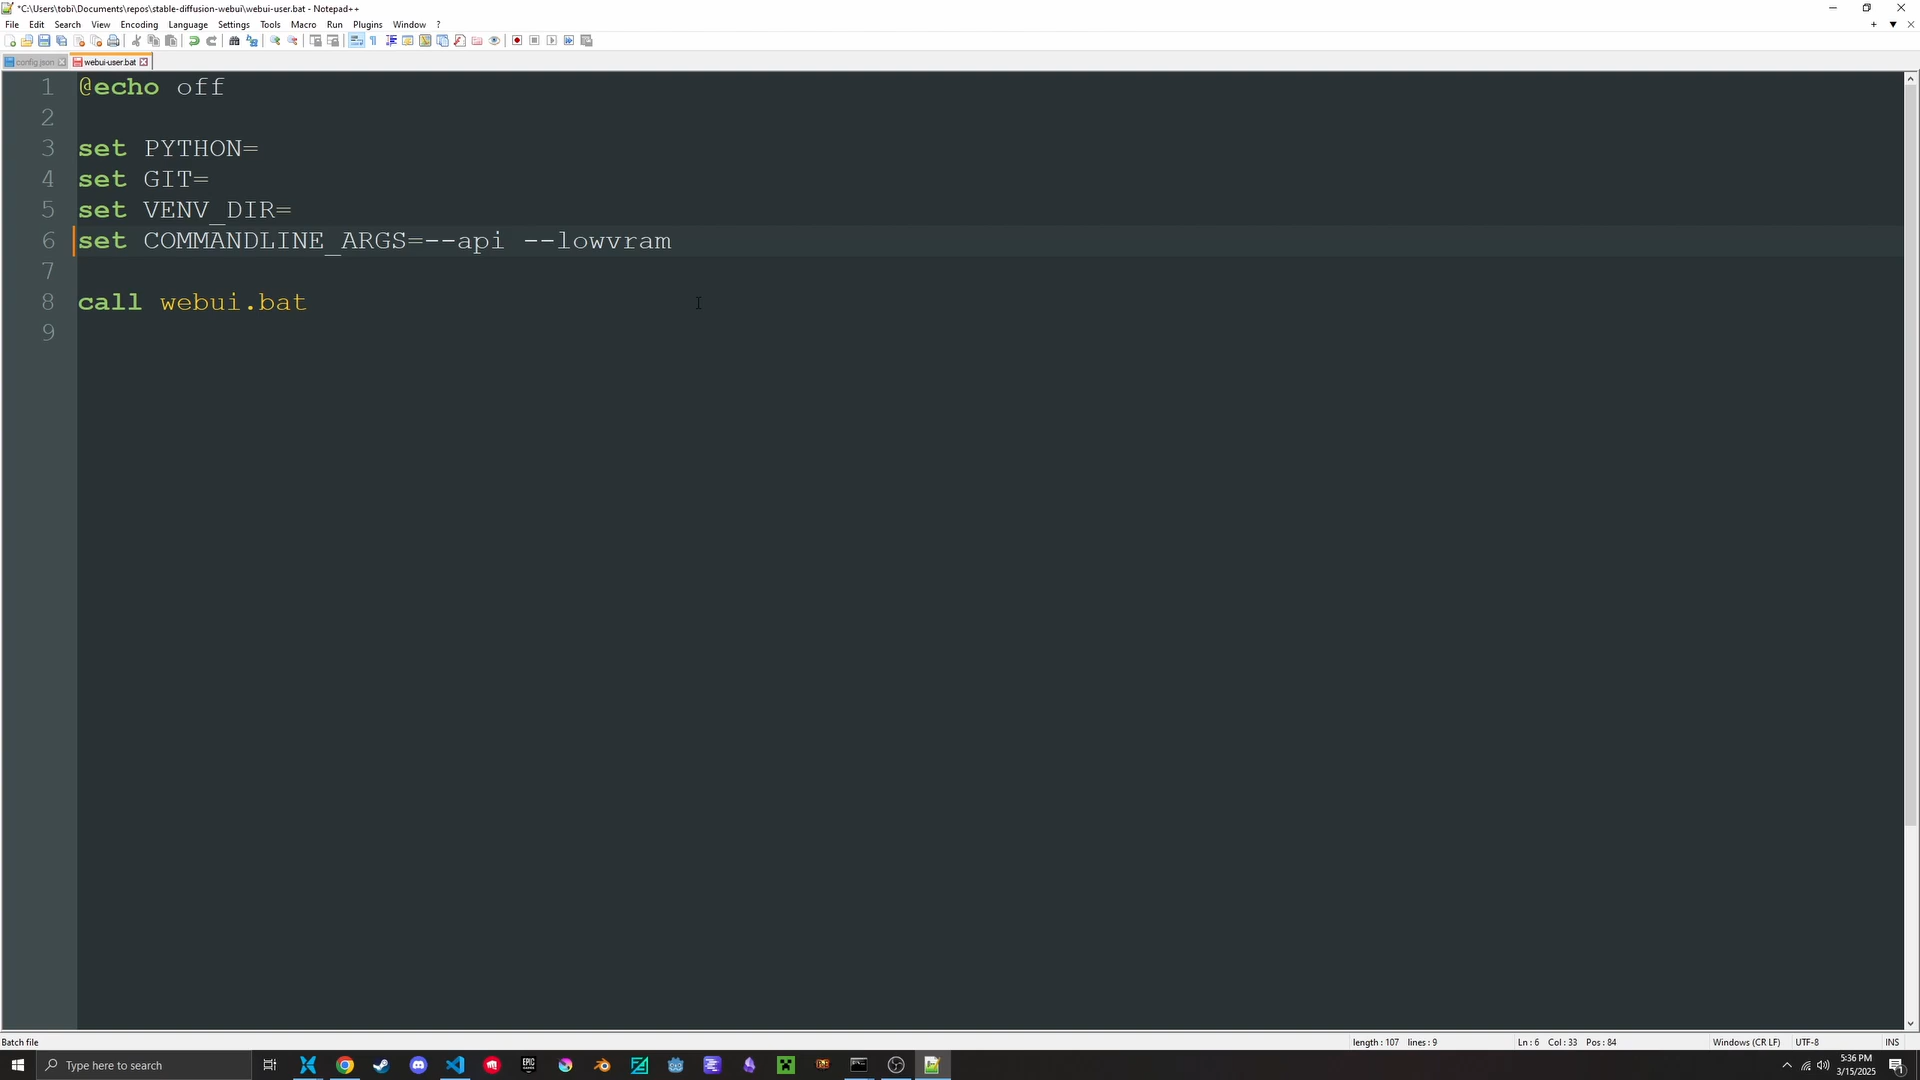 *C:\Users\tobi\Documents\repos\stable-diffusion-webui\webui-user.bat - Notepad++
File Edit Search View Encoding Language Settings Tools Macro Run Plugins Window ?
config.json webui-user.bat
1 @echo off
2
3 set PYTHON=
4 set GIT=
5 set VENV_DIR=
6 set COMMANDLINE_ARGS=--api --lowvram
7
8 call webui.bat
9
Batch file length : 107 lines : 9 Ln : 6 Col : 33 Pos : 84 Windows (CR LF) UTF-8 INS
Type here to search
EPIC
5:36 PM
3/15/2025